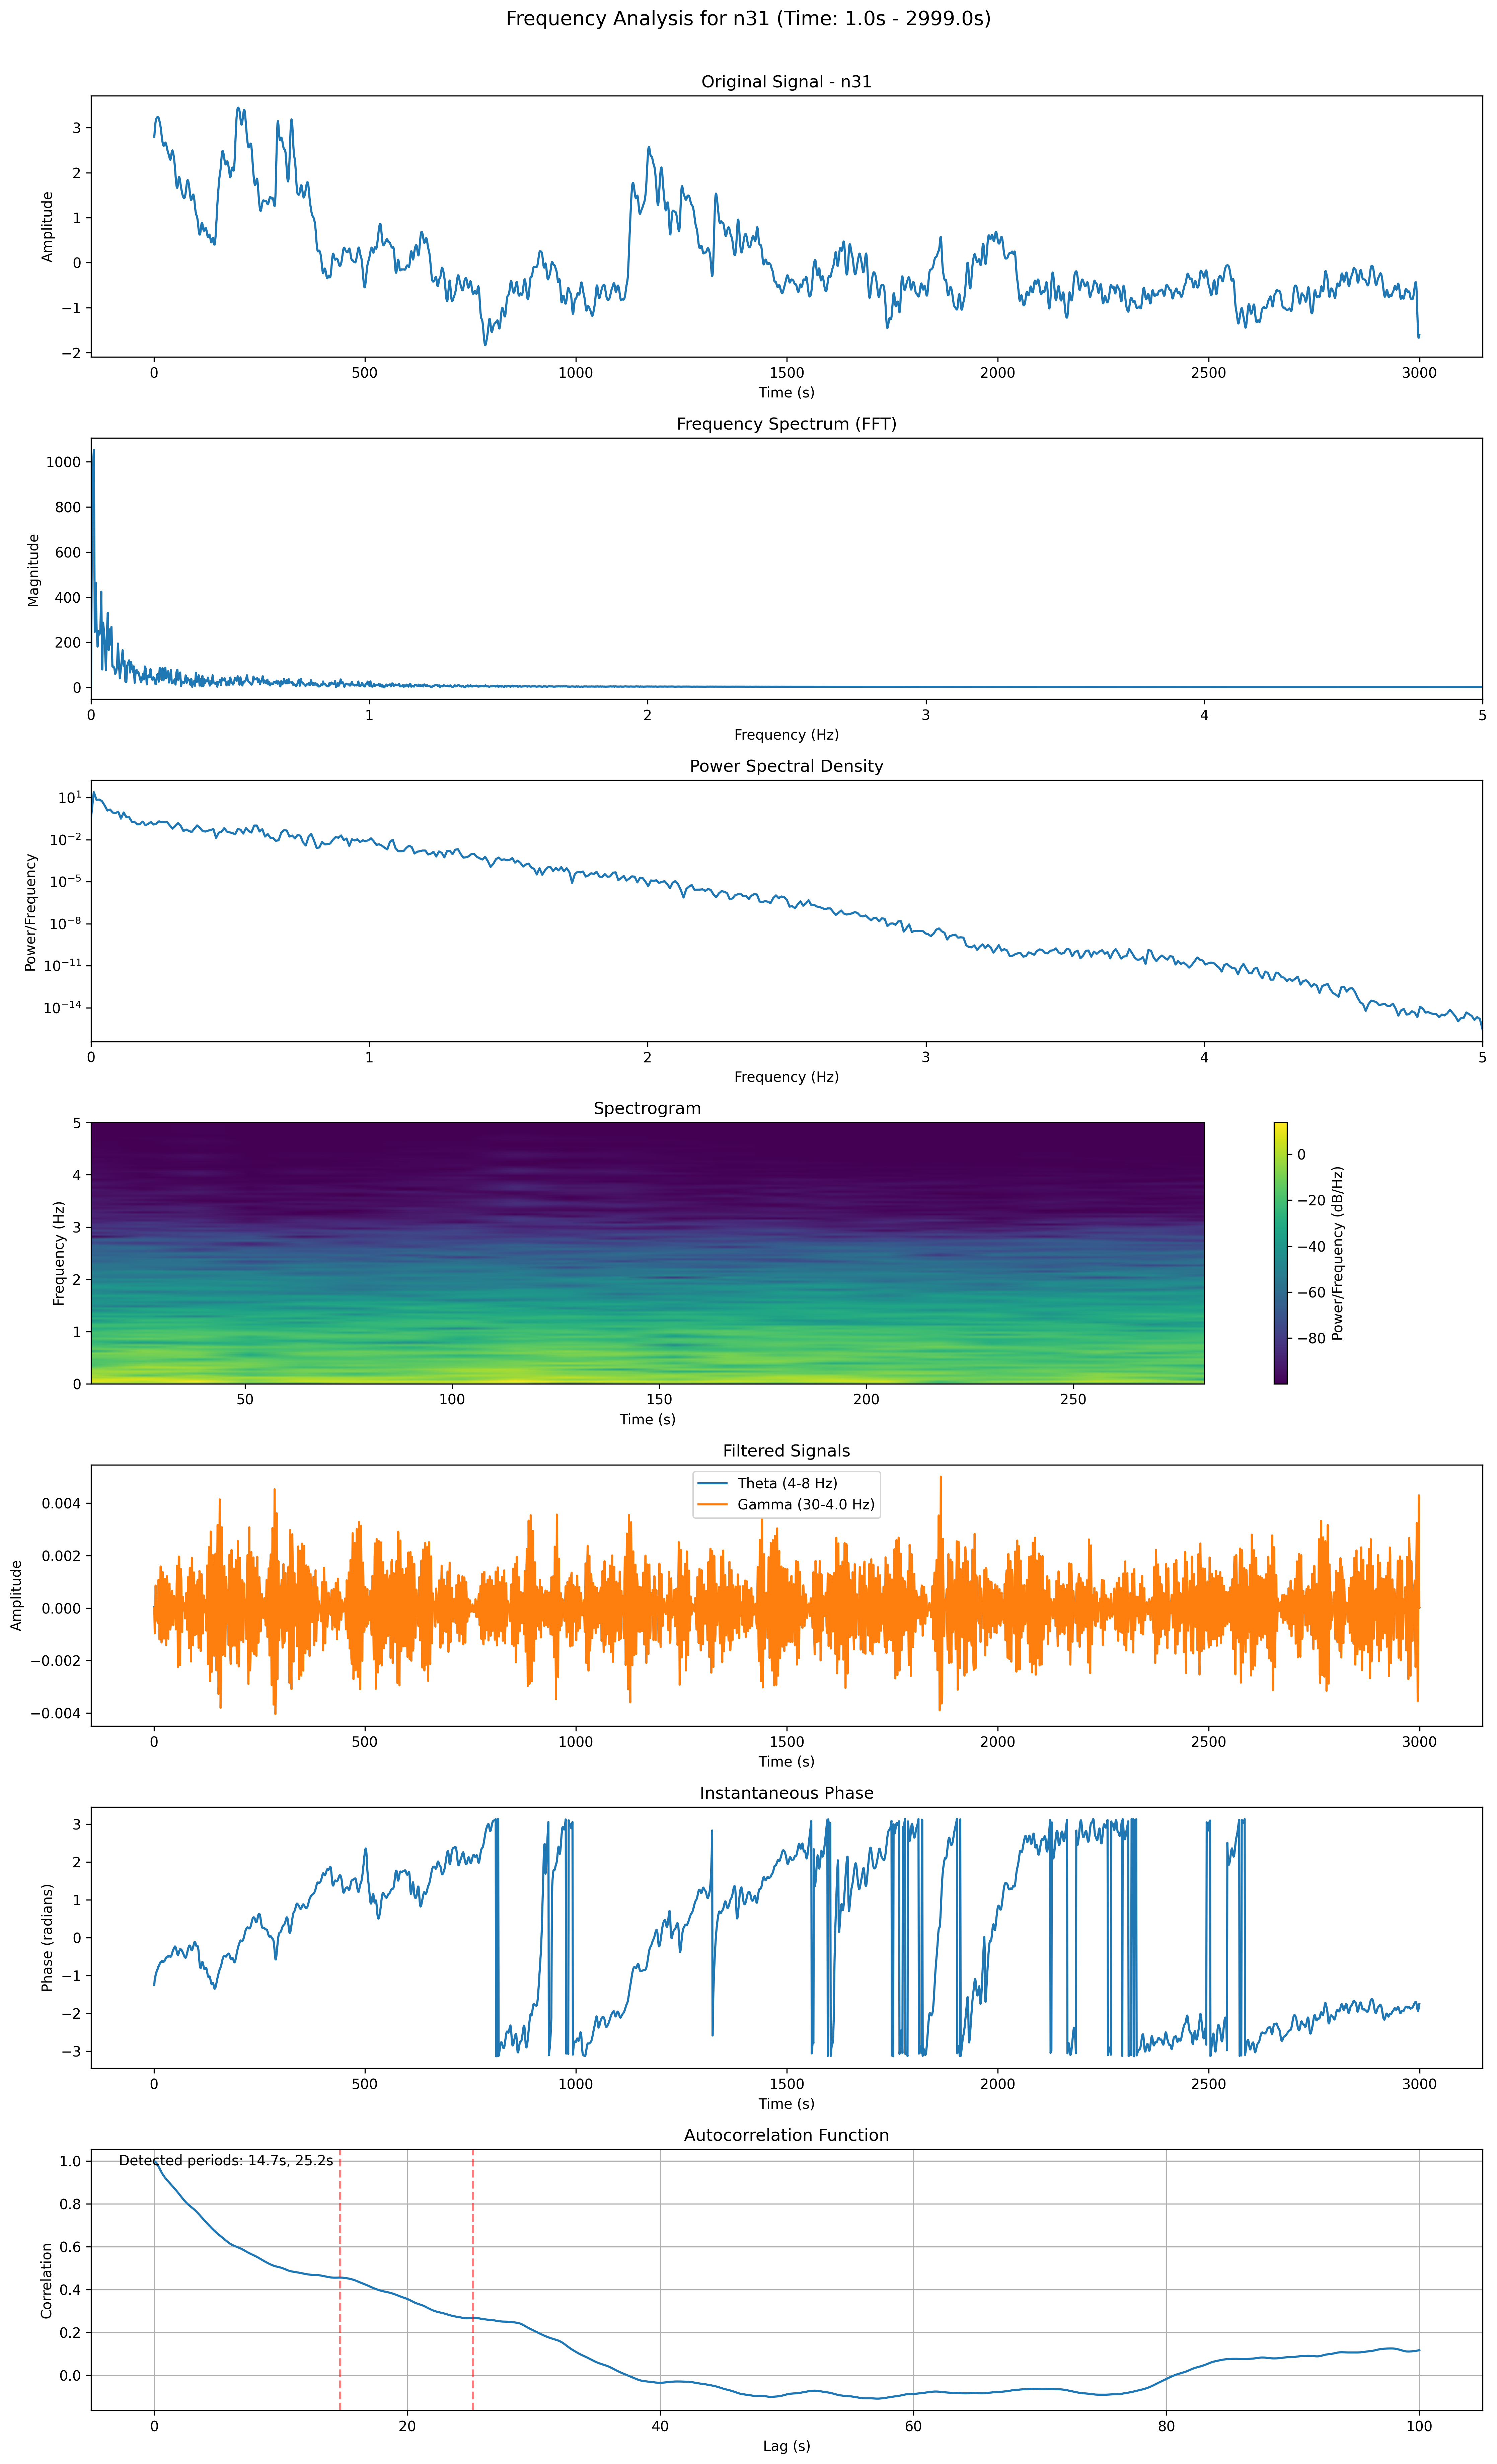 Frequency Analysis for n31 (Time: 1.0s - 2999.0s)
Original Signal - n31
3
2
1
0
−1
−2
Amplitude
0 500 1000 1500 2000 2500 3000
Time (s)
Frequency Spectrum (FFT)
1000
800
600
400
200
0
Magnitude
0 1 2 3 4 5
Frequency (Hz)
Power Spectral Density
10^1
10^−2
10^−5
10^−8
10^−11
10^−14
Power/Frequency
0 1 2 3 4 5
Frequency (Hz)
Spectrogram
5
4
3
2
1
0
Frequency (Hz)
50 100 150 200 250
Time (s)
0
−20
−40
−60
−80
Power/Frequency (dB/Hz)
Filtered Signals
Theta (4-8 Hz)
Gamma (30-4.0 Hz)
0.004
0.002
0.000
−0.002
−0.004
Amplitude
0 500 1000 1500 2000 2500 3000
Time (s)
Instantaneous Phase
3
2
1
0
−1
−2
−3
Phase (radians)
0 500 1000 1500 2000 2500 3000
Time (s)
Autocorrelation Function
Detected periods: 14.7s, 25.2s
1.0
0.8
0.6
0.4
0.2
0.0
Correlation
0 20 40 60 80 100
Lag (s)